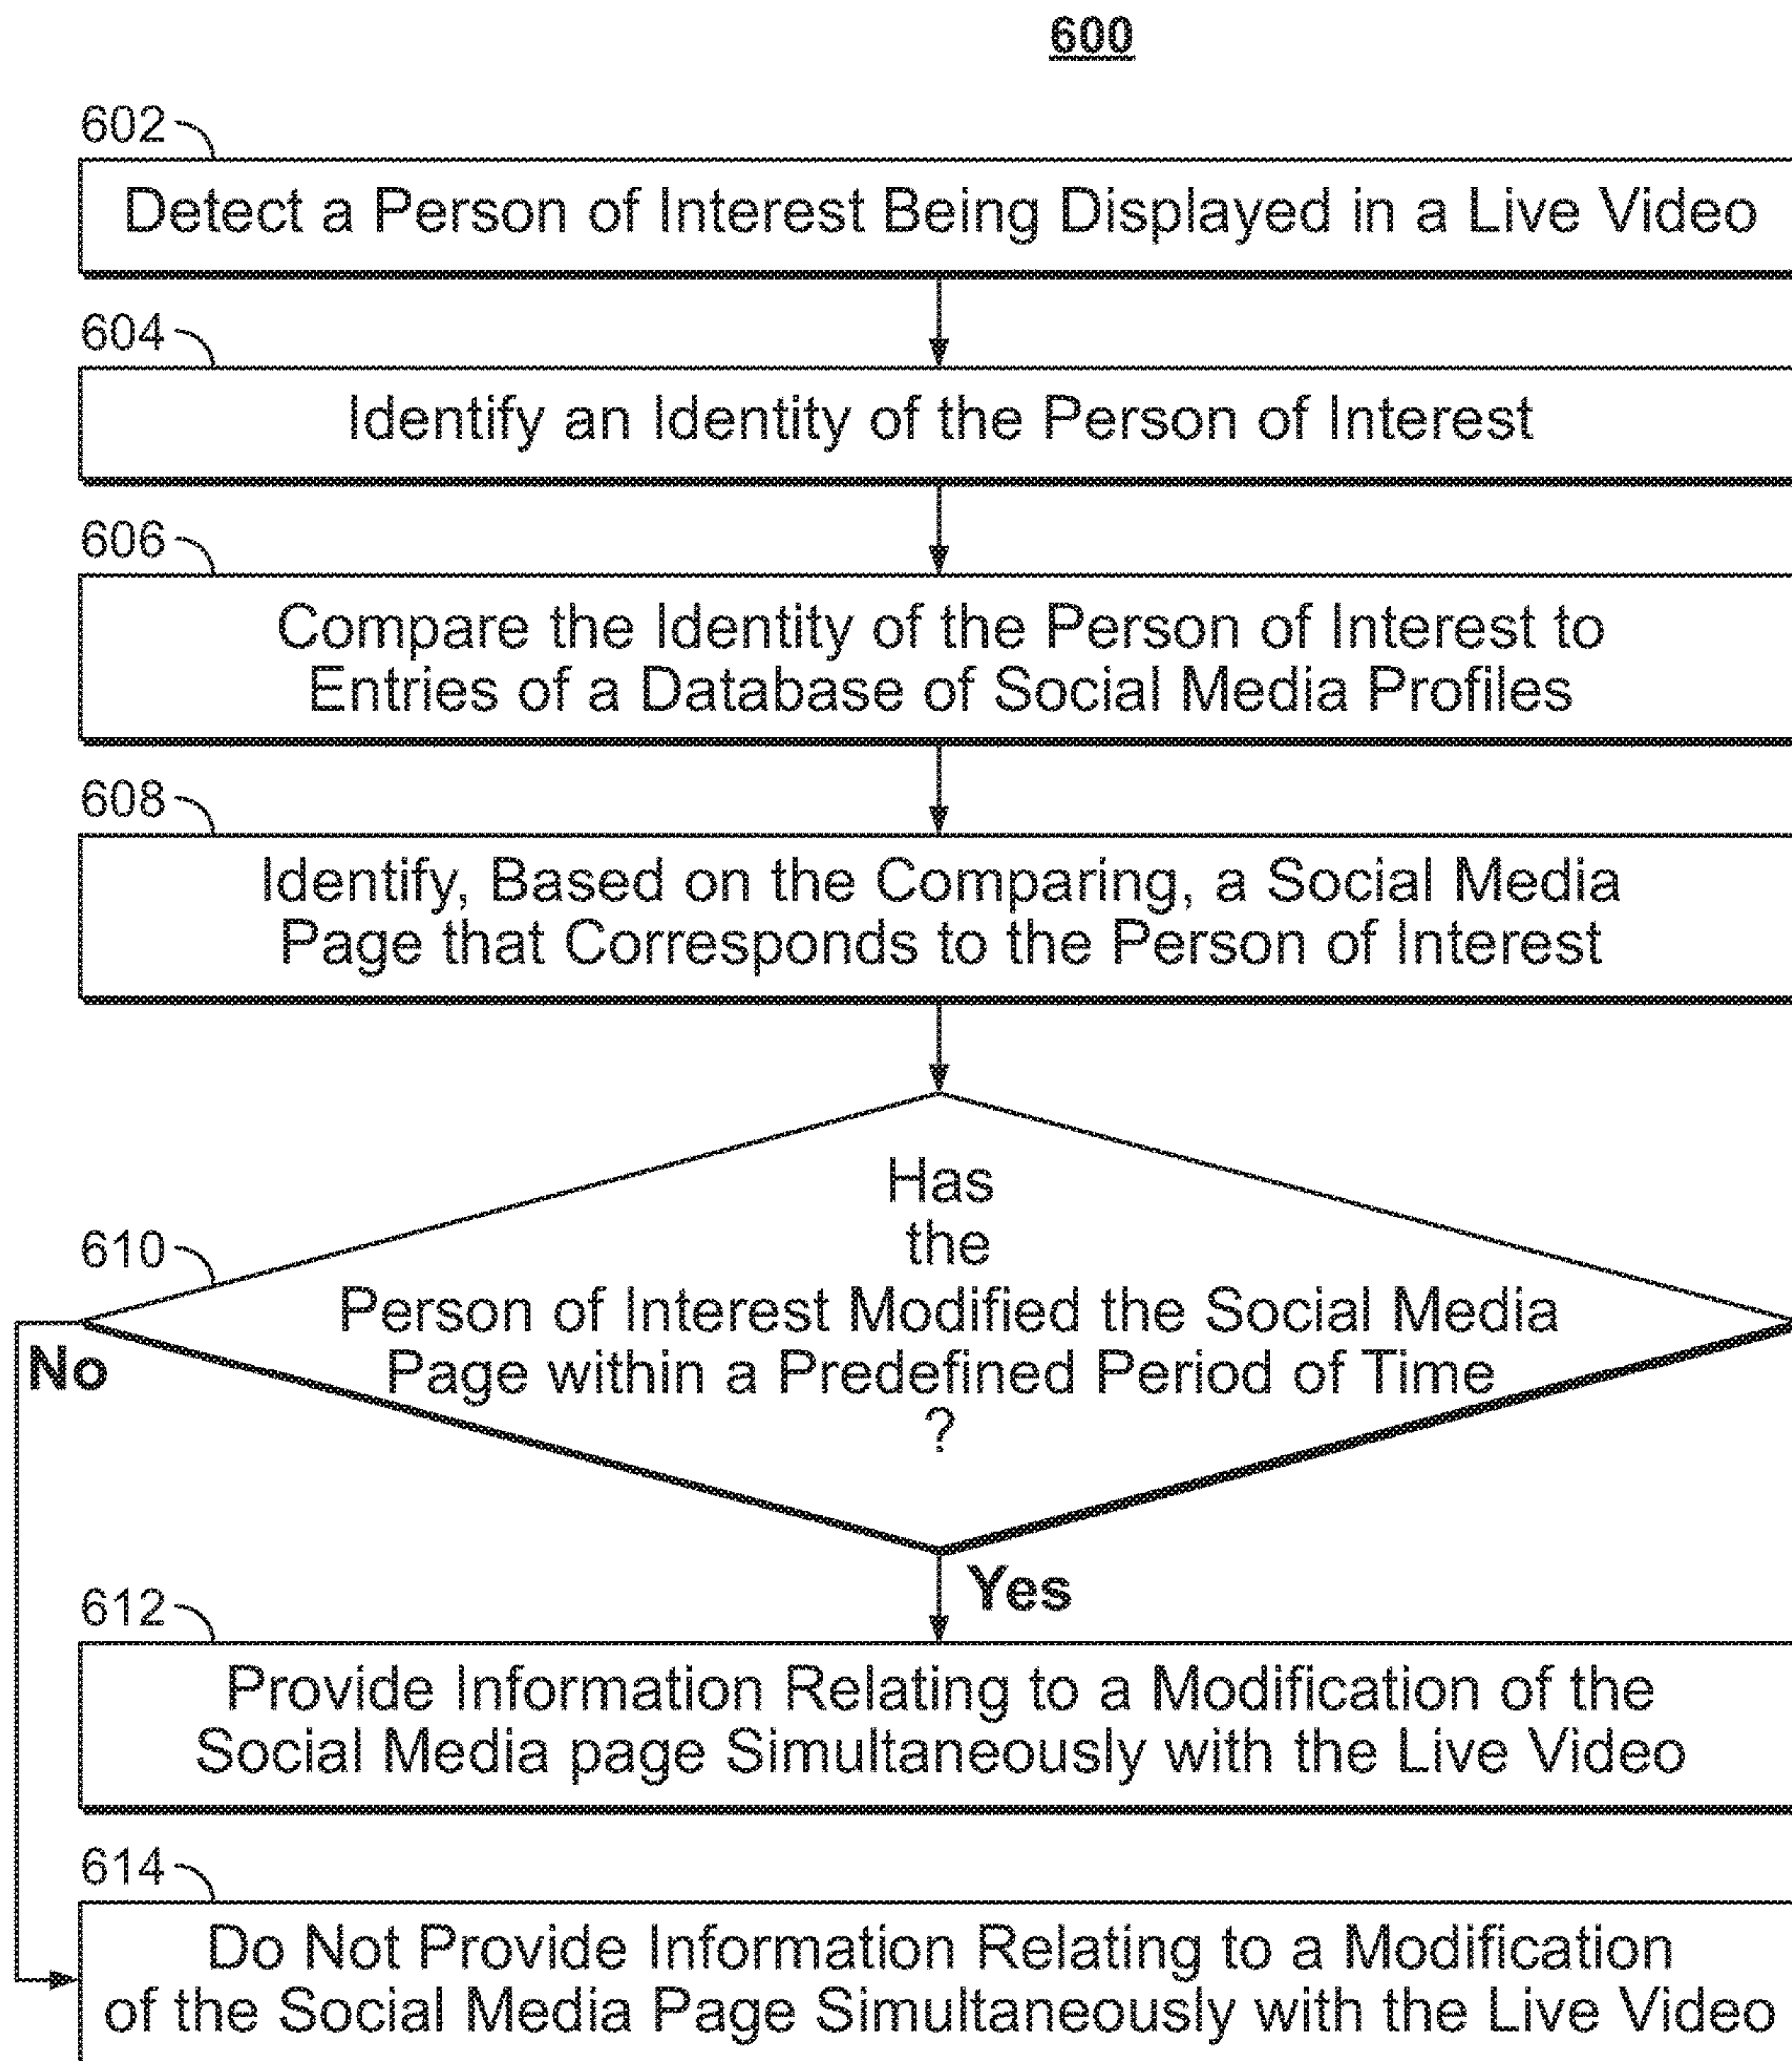 600
602
Detect a Person of Interest Being Displayed in a Live Video
604
Identify an Identity of the Person of Interest
606
Compare the Identity of the Person of Interest to
Entries of a Database of Social Media Profiles
608
Identify, Based on the Comparing, a Social Media
Page that Corresponds to the Person of Interest
610
Has
the
Person of Interest Modified the Social Media
Page within a Predefined Period of Time
?
No
Yes
612
Provide Information Relating to a Modification of the
Social Media page Simultaneously with the Live Video
614
Do Not Provide Information Relating to a Modification
of the Social Media Page Simultaneously with the Live Video